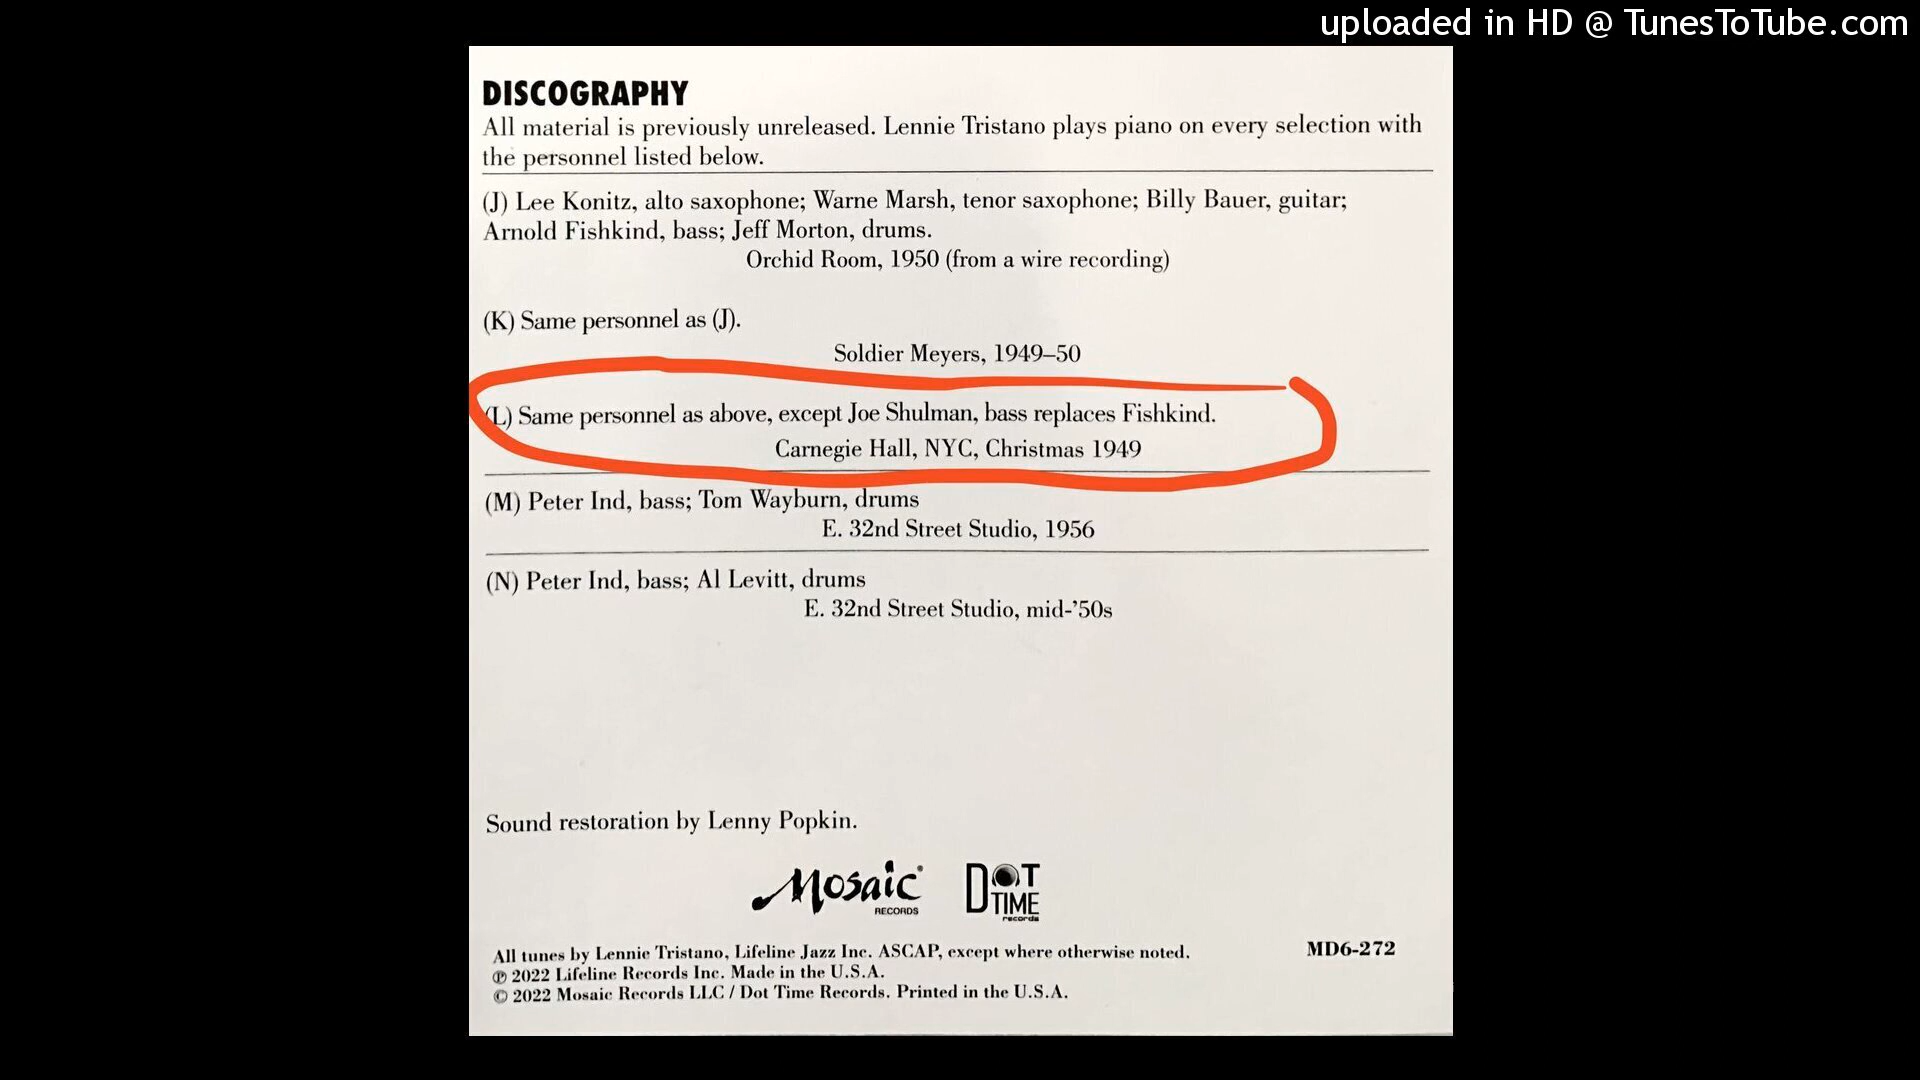 uploaded in HD @ TunesToTube.com
DISCOGRAPHY
All material is previously unreleased. Lennie Tristano plays piano on every selection with
the personnel listed below.
(J) Lee Konitz, alto saxophone; Warne Marsh, tenor saxophone; Billy Bauer, guitar;
Arnold Fishkind, bass; Jeff Morton, drums.
Orchid Room, 1950 (from a wire recording)
(K) Same personnel as (J).
Soldier Meyers, 1949–50
(L) Same personnel as above, except Joe Shulman, bass replaces Fishkind.
Carnegie Hall, NYC, Christmas 1949
(M) Peter Ind, bass; Tom Wayburn, drums
E. 32nd Street Studio, 1956
(N) Peter Ind, bass; Al Levitt, drums
E. 32nd Street Studio, mid-’50s
Sound restoration by Lenny Popkin.
Mosaic® RECORDS
DOT TIME records
All tunes by Lennie Tristano, Lifeline Jazz Inc. ASCAP, except where otherwise noted.
MD6-272
℗ 2022 Lifeline Records Inc. Made in the U.S.A.
© 2022 Mosaic Records LLC / Dot Time Records. Printed in the U.S.A.